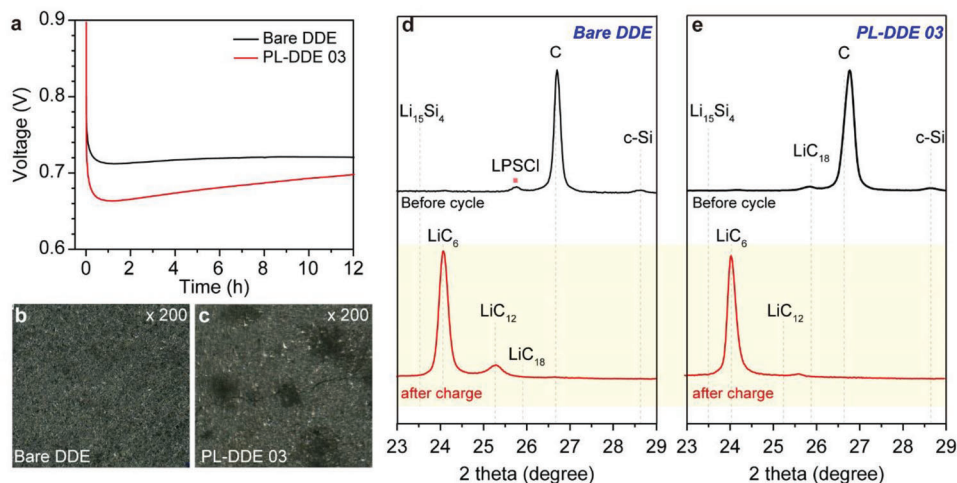 a
0.9
0.8
0.7
0.6
Voltage (V)
Bare DDE
PL-DDE 03
0 2 4 6 8 10 12
Time (h)
b
x 200
Bare DDE
c
x 200
PL-DDE 03
d
Bare DDE
C
Li₁₅Si₄
LPSCl
c-Si
Before cycle
LiC₆
LiC₁₂
LiC₁₈
after charge
23 24 25 26 27 28 29
2 theta (degree)
e
PL-DDE 03
C
Li₁₅Si₄
LiC₁₈
c-Si
Before cycle
LiC₆
LiC₁₂
after charge
23 24 25 26 27 28 29
2 theta (degree)